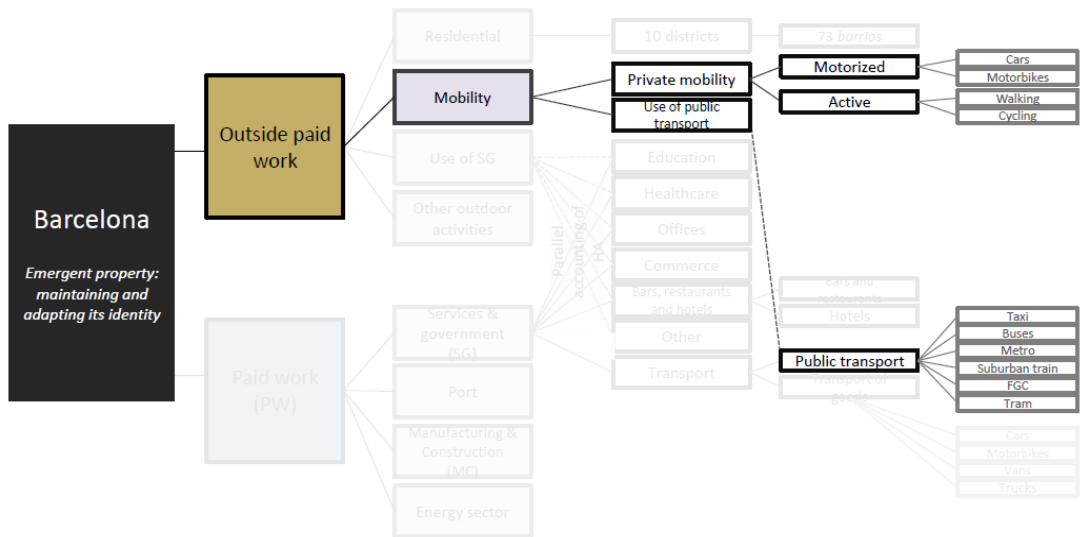 Barcelona
Emergent property:
maintaining and
adapting its identity
Outside paid
work
Paid work
(PW)
Residential
Mobility
Use of SG
Other outdoor
activities
Services &
government
(SG)
Port
Manufacturing &
Construction
(MC)
Energy sector
Parallel
accounting of
HA
10 districts
Private mobility
Use of public
transport
Education
Healthcare
Offices
Commerce
Bars, restaurants
and hotels
Other
Transport
73 barrios
Motorized
Active
Bars and
restaurants
Hotels
Public transport
Transport of
goods
Cars
Motorbikes
Walking
Cycling
Taxi
Buses
Metro
Suburban train
FGC
Tram
Cars
Motorbikes
Vans
Trucks